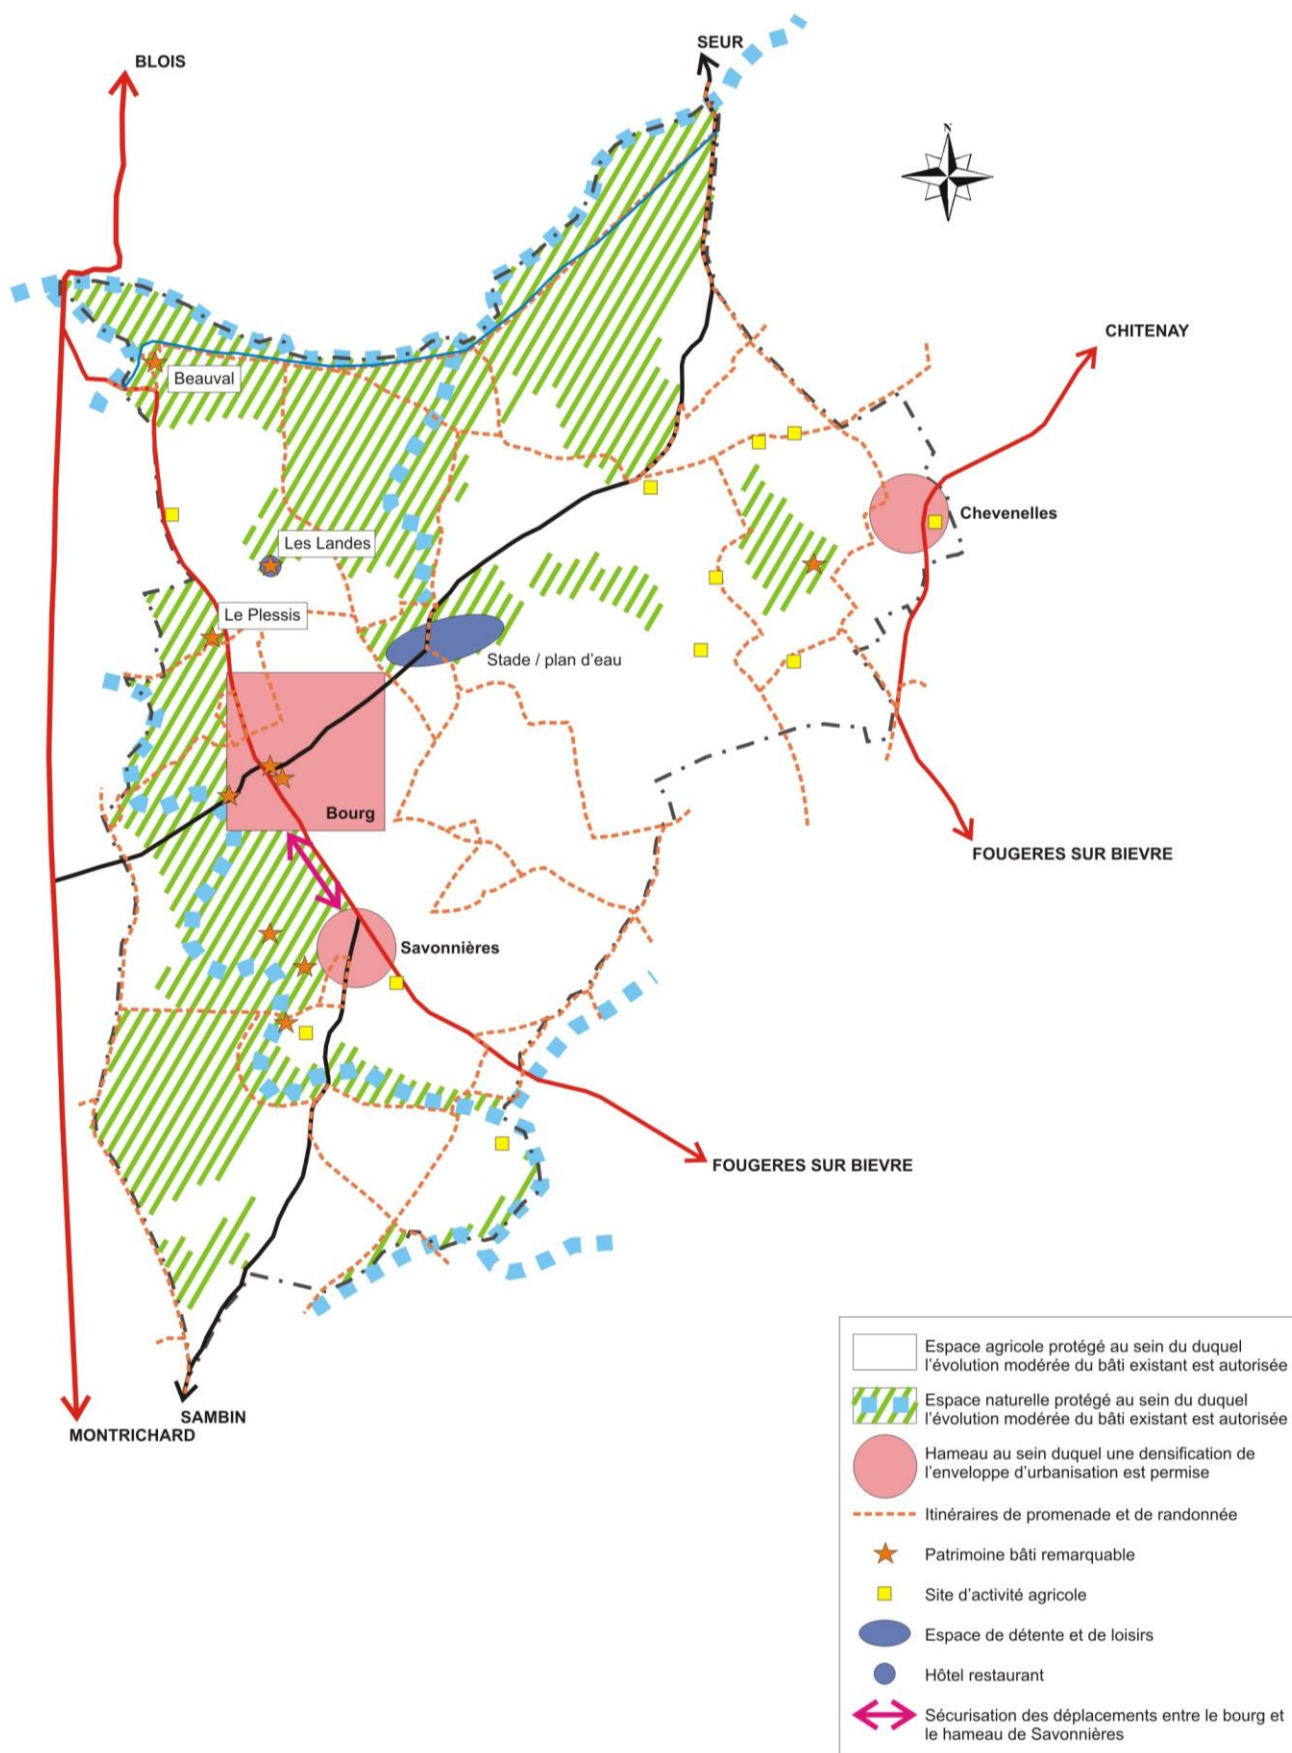 SEUR
BLOIS
N
CHITENAY
Beauval
Chevenelles
Les Landes
Le Plessis
Stade / plan d'eau
Bourg
FOUGERES SUR BIEVRE
Savonnières
FOUGERES SUR BIEVRE
SAMBIN
MONTRICHARD
Espace agricole protégé au sein du duquel
l'évolution modérée du bâti existant est autorisée
Espace naturelle protégé au sein du duquel
l'évolution modérée du bâti existant est autorisée
Hameau au sein duquel une densification de
l'enveloppe d'urbanisation est permise
Itinéraires de promenade et de randonnée
Patrimoine bâti remarquable
Site d'activité agricole
Espace de détente et de loisirs
Hôtel restaurant
Sécurisation des déplacements entre le bourg et
le hameau de Savonnières